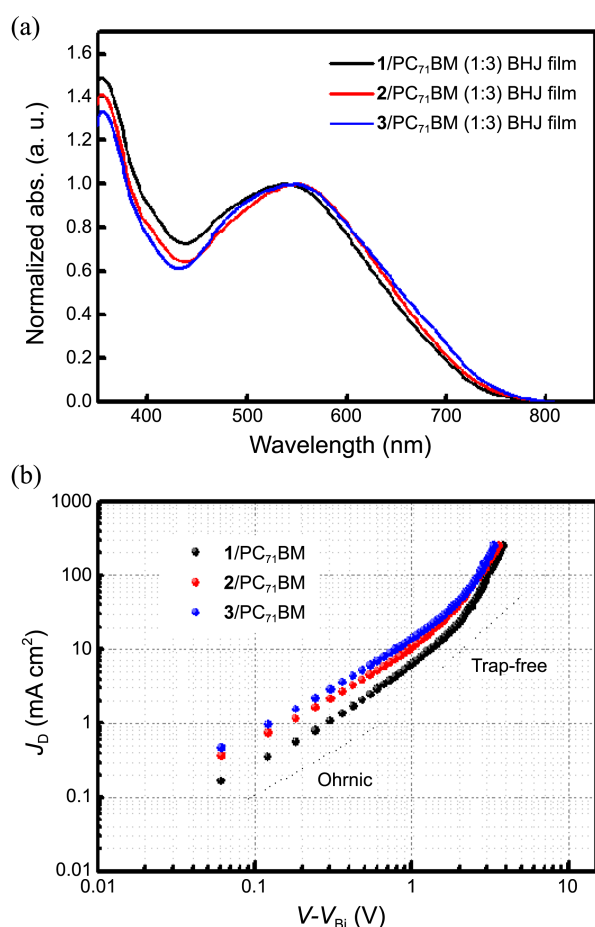 (a)
1/PC₇₁BM (1:3) BHJ film
2/PC₇₁BM (1:3) BHJ film
3/PC₇₁BM (1:3) BHJ film
Normalized abs. (a. u.)
1.6
1.4
1.2
1.0
0.8
0.6
0.4
0.2
0.0
400 500 600 700 800
Wavelength (nm)
(b)
1/PC₇₁BM
2/PC₇₁BM
3/PC₇₁BM
J_D (mA cm²)
1000
100
10
1
0.1
0.01
Trap-free
Ohrnic
0.01 0.1 1 10
V-V_Bi (V)